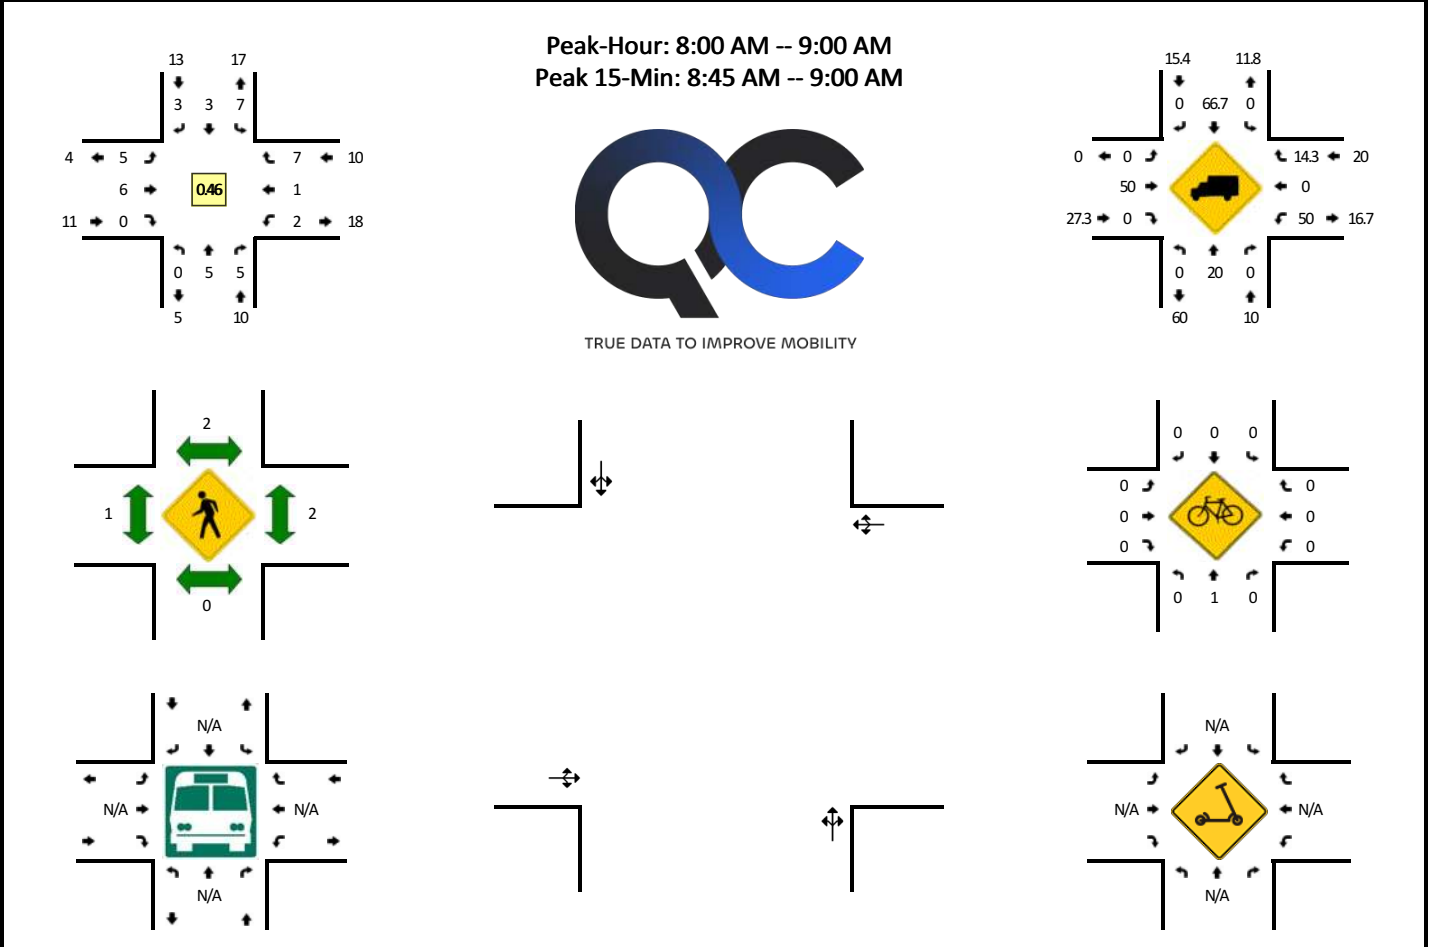 Peak-Hour: 8:00 AM -- 9:00 AM
Peak 15-Min: 8:45 AM -- 9:00 AM
13 17
3 3 7
4 5 7 10
6 0.46 1
11 0 2 18
0 5 5
5 10
QC
TRUE DATA TO IMPROVE MOBILITY
15.4 11.8
0 66.7 0
0 0 14.3 20
50 0
27.3 0 50 16.7
0 20 0
60 10
2
1 2
0
0 0 0
0 0
0 0
0 0
0 1 0
N/A
N/A N/A
N/A
N/A
N/A N/A
N/A